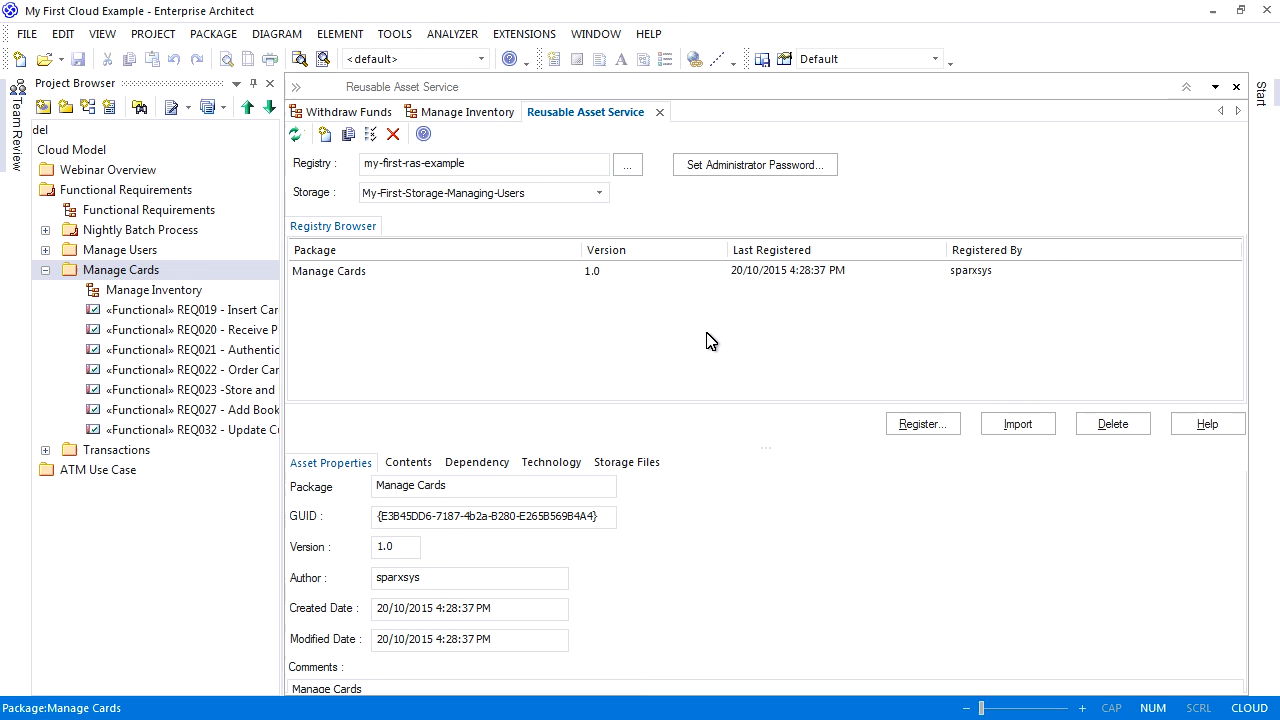 My First Cloud Example - Enterprise Architect
FILE EDIT VIEW PROJECT PACKAGE DIAGRAM ELEMENT TOOLS ANALYZER EXTENSIONS WINDOW HELP
<default> Default
Project Browser
Reusable Asset Service
Start
Team Review
Withdraw Funds Manage Inventory Reusable Asset Service
del
Cloud Model
Webinar Overview
Functional Requirements
Functional Requirements
Nightly Batch Process
Manage Users
Manage Cards
Manage Inventory
«Functional» REQ019 - Insert Car
«Functional» REQ020 - Receive P
«Functional» REQ021 - Authentic
«Functional» REQ022 - Order Car
«Functional» REQ023 -Store and
«Functional» REQ027 - Add Book
«Functional» REQ032 - Update Cu
Transactions
ATM Use Case
Registry : my-first-ras-example ... Set Administrator Password...
Storage : My-First-Storage-Managing-Users
Registry Browser
Package Version Last Registered Registered By
Manage Cards 1.0 20/10/2015 4:28:37 PM sparxsys
Register... Import Delete Help
Asset Properties Contents Dependency Technology Storage Files
Package Manage Cards
GUID : {E3B45DD6-7187-4b2a-B280-E265B569B4A4}
Version : 1.0
Author : sparxsys
Created Date : 20/10/2015 4:28:37 PM
Modified Date : 20/10/2015 4:28:37 PM
Comments :
Manage Cards
Package:Manage Cards CAP NUM SCRL CLOUD